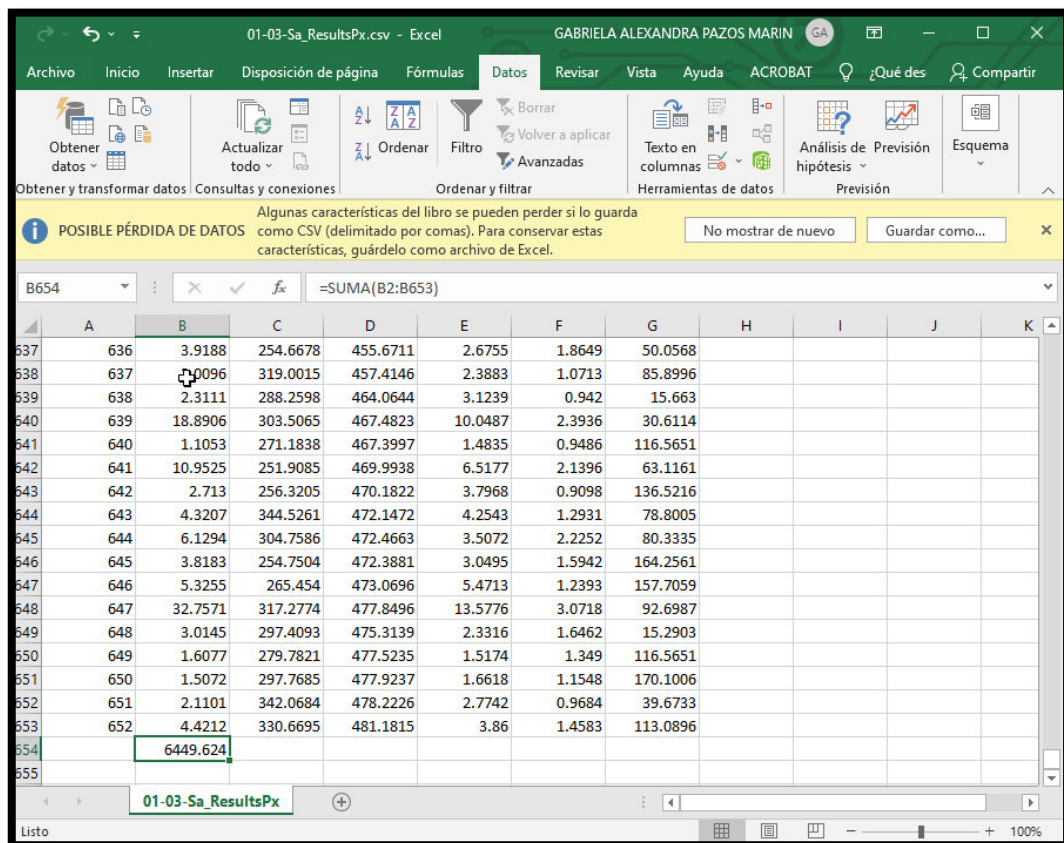 01-03-Sa_ResultsPx.csv - Excel GABRIELA ALEXANDRA PAZOS MARIN GA
Archivo Inicio Insertar Disposición de página Fórmulas Datos Revisar Vista Ayuda ACROBAT ¿Qué des Compartir
Obtener datos
Actualizar todo
Ordenar
Filtro
Borrar
Volver a aplicar
Avanzadas
Texto en columnas
Análisis de hipótesis
Previsión
Esquema
Obtener y transformar datos Consultas y conexiones Ordenar y filtrar Herramientas de datos Previsión
POSIBLE PÉRDIDA DE DATOS
Algunas características del libro se pueden perder si lo guarda
como CSV (delimitado por comas). Para conservar estas
características, guárdelo como archivo de Excel.
No mostrar de nuevo Guardar como...
B654 fx =SUMA(B2:B653)
A B C D E F G H I J K
637 636 3.9188 254.6678 455.6711 2.6755 1.8649 50.0568
638 637 0096 319.0015 457.4146 2.3883 1.0713 85.8996
639 638 2.3111 288.2598 464.0644 3.1239 0.942 15.663
640 639 18.8906 303.5065 467.4823 10.0487 2.3936 30.6114
641 640 1.1053 271.1838 467.3997 1.4835 0.9486 116.5651
642 641 10.9525 251.9085 469.9938 6.5177 2.1396 63.1161
643 642 2.713 256.3205 470.1822 3.7968 0.9098 136.5216
644 643 4.3207 344.5261 472.1472 4.2543 1.2931 78.8005
645 644 6.1294 304.7586 472.4663 3.5072 2.2252 80.3335
646 645 3.8183 254.7504 472.3881 3.0495 1.5942 164.2561
647 646 5.3255 265.454 473.0696 5.4713 1.2393 157.7059
648 647 32.7571 317.2774 477.8496 13.5776 3.0718 92.6987
649 648 3.0145 297.4093 475.3139 2.3316 1.6462 15.2903
650 649 1.6077 279.7821 477.5235 1.5174 1.349 116.5651
651 650 1.5072 297.7685 477.9237 1.6618 1.1548 170.1006
652 651 2.1101 342.0684 478.2226 2.7742 0.9684 39.6733
653 652 4.4212 330.6695 481.1815 3.86 1.4583 113.0896
654 6449.624
655
01-03-Sa_ResultsPx
Listo 100%